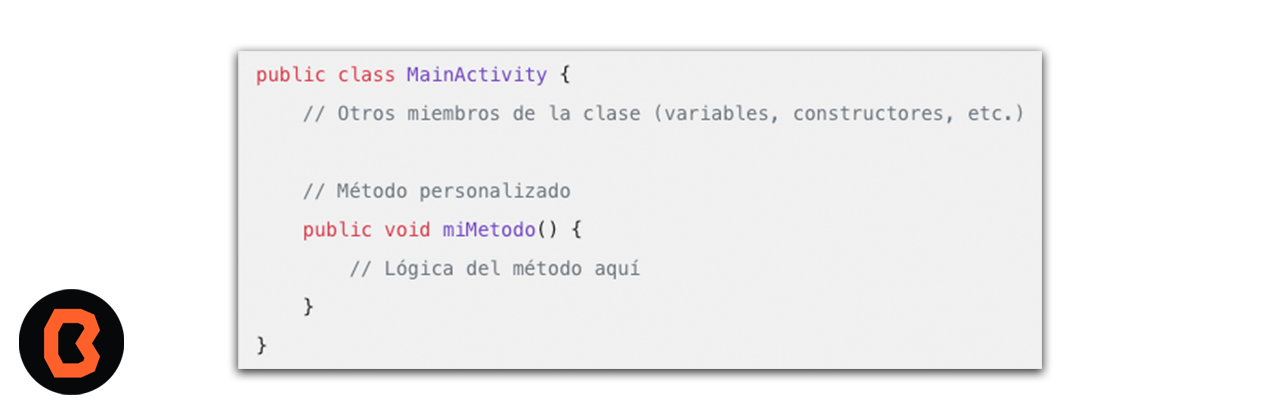 public class MainActivity {
// Otros miembros de la clase (variables, constructores, etc.)
// Método personalizado
public void miMetodo() {
// Lógica del método aquí
}
}
B